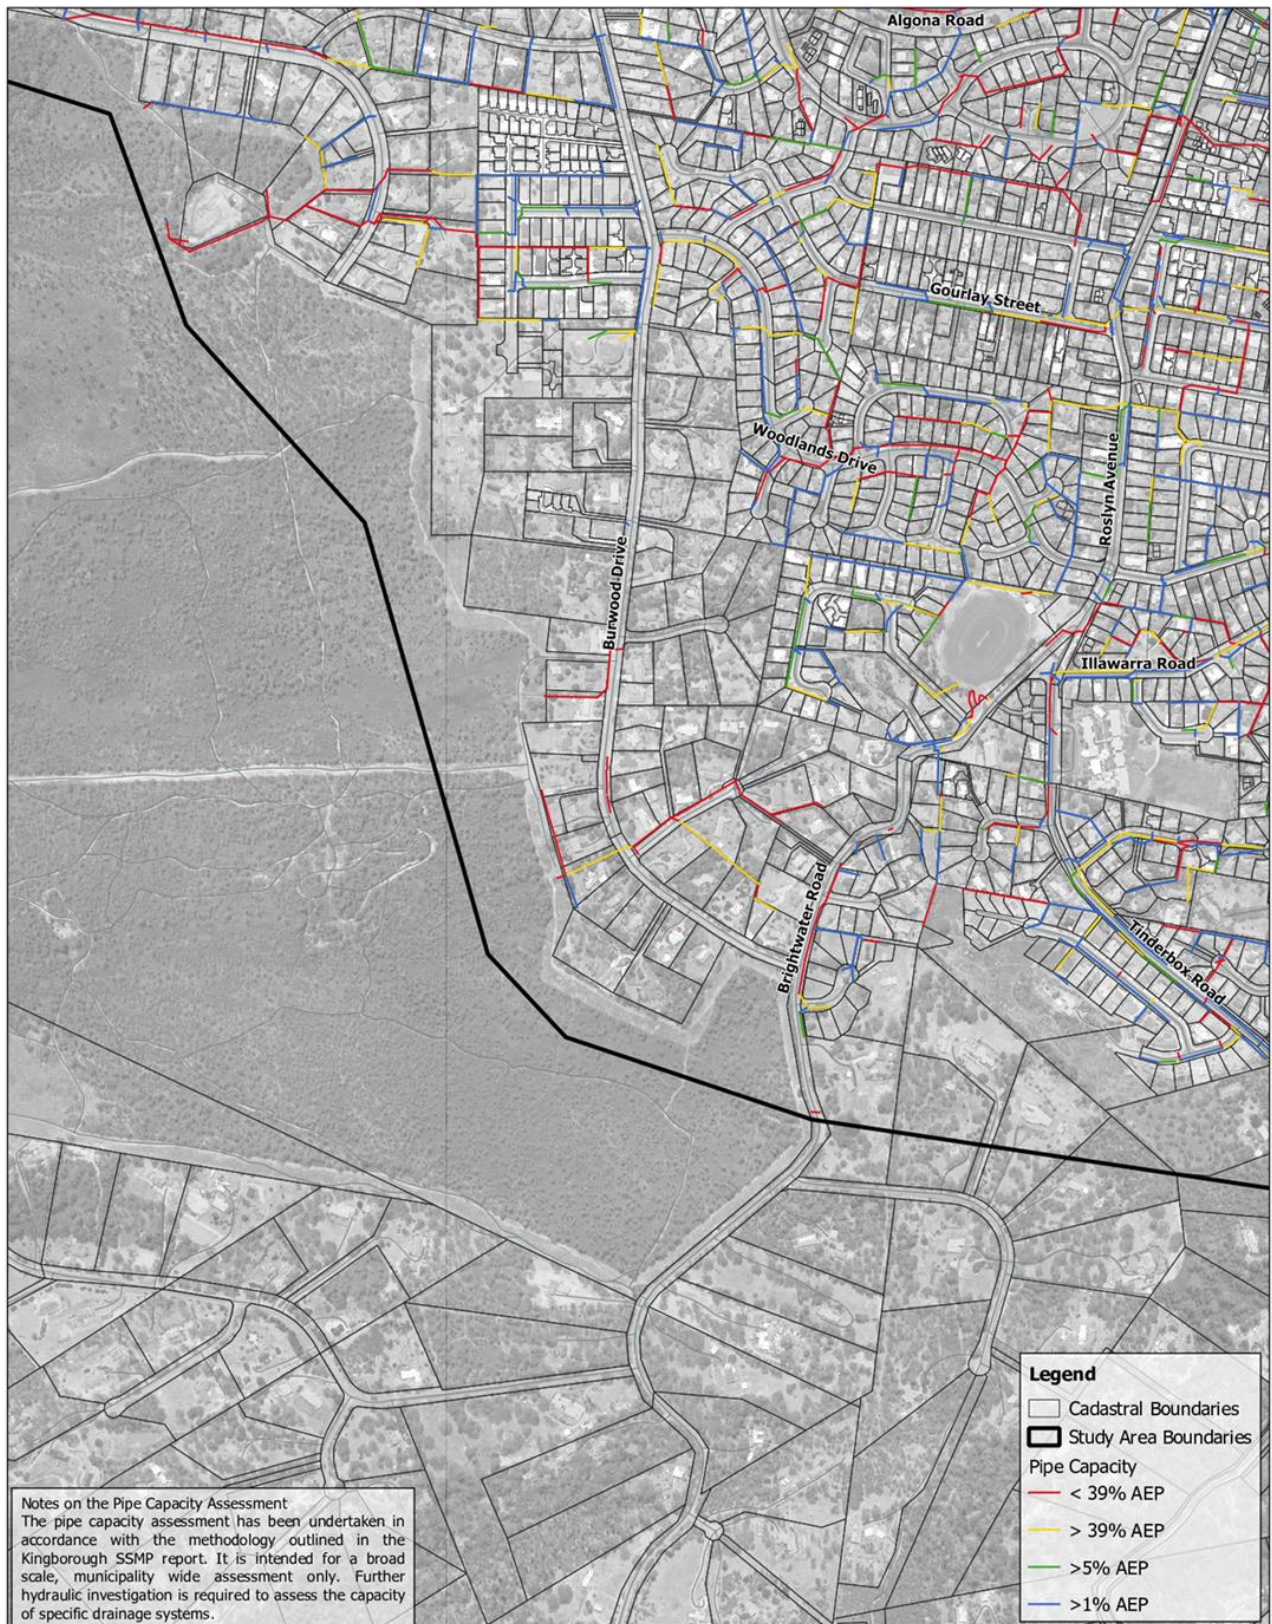 Algona Road
Gourlay Street
Woodlands Drive
Roslyn Avenue
Burwood Drive
Illawarra Road
Brightwater Road
Tinderbox Road
Legend
Cadastral Boundaries
Study Area Boundaries
Pipe Capacity
< 39% AEP
> 39% AEP
>5% AEP
>1% AEP
Notes on the Pipe Capacity Assessment
The pipe capacity assessment has been undertaken in
accordance with the methodology outlined in the
Kingborough SSMP report. It is intended for a broad
scale, municipality wide assessment only. Further
hydraulic investigation is required to assess the capacity
of specific drainage systems.